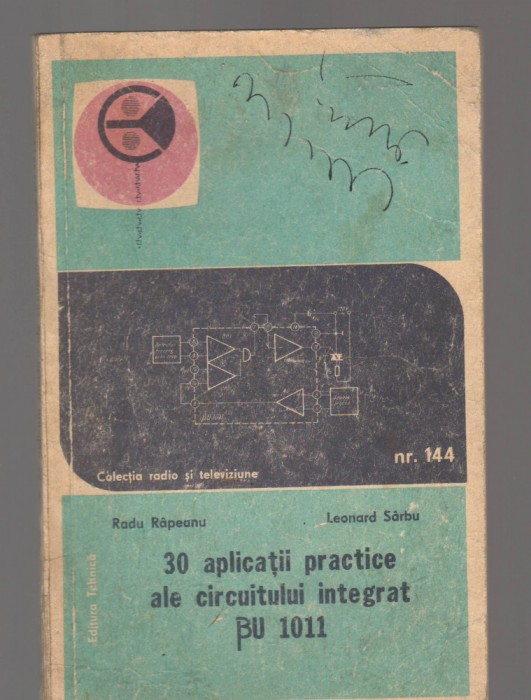 Colecția radio și televiziune
nr. 144
Radu Râpeanu
Leonard Sârbu
Editura Tehnică
30 aplicații practice
ale circuitului integrat
βU 1011